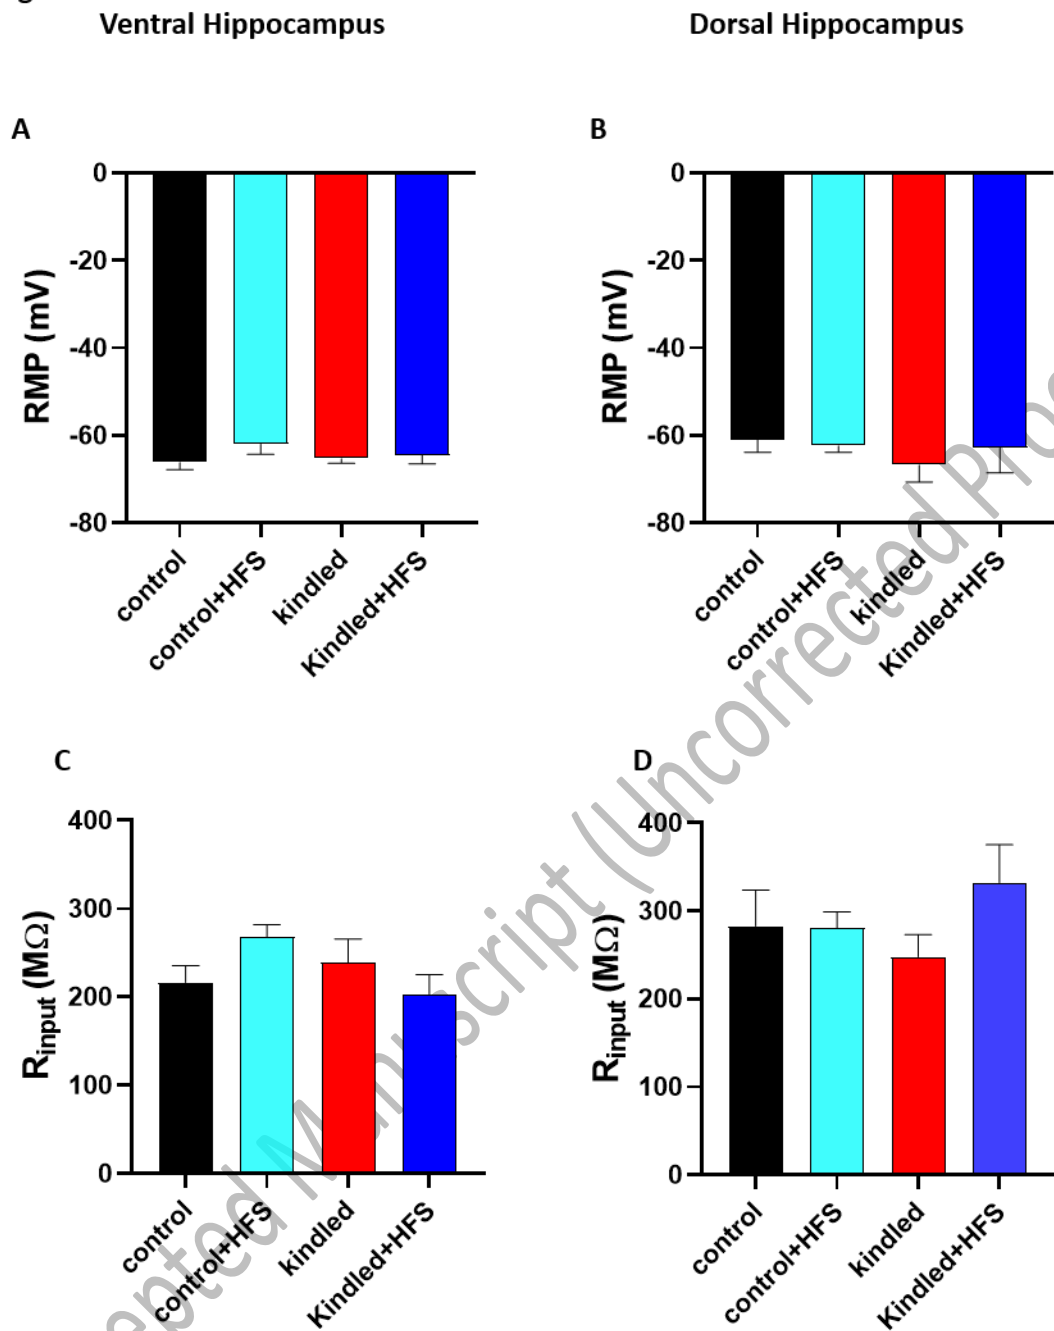 Ventral Hippocampus
Dorsal Hippocampus
A
B
0
-20
-40
-60
-80
RMP (mV)
control
control+HFS
kindled
Kindled+HFS
0
-20
-40
-60
-80
RMP (mV)
control
control+HFS
kindled
Kindled+HFS
C
D
400
300
200
100
0
Rinput (MΩ)
control
control+HFS
kindled
Kindled+HFS
400
300
200
100
0
Rinput (MΩ)
control
control+HFS
kindled
Kindled+HFS
Manuscript (Uncorrected